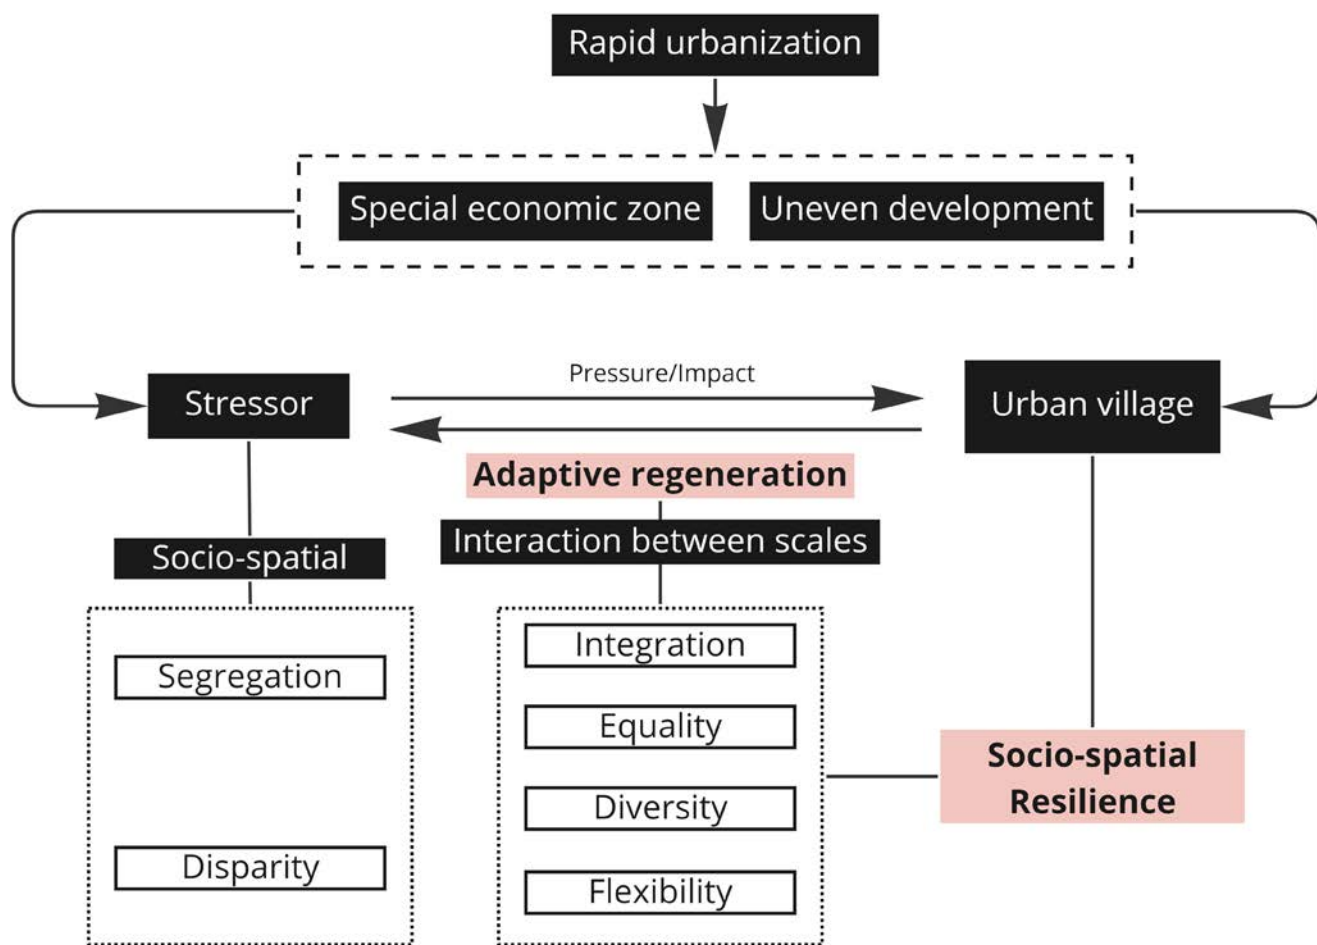 Rapid urbanization
Special economic zone
Uneven development
Stressor
Pressure/Impact
Urban village
Adaptive regeneration
Interaction between scales
Socio-spatial
Segregation
Disparity
Integration
Equality
Diversity
Flexibility
Socio-spatial
Resilience